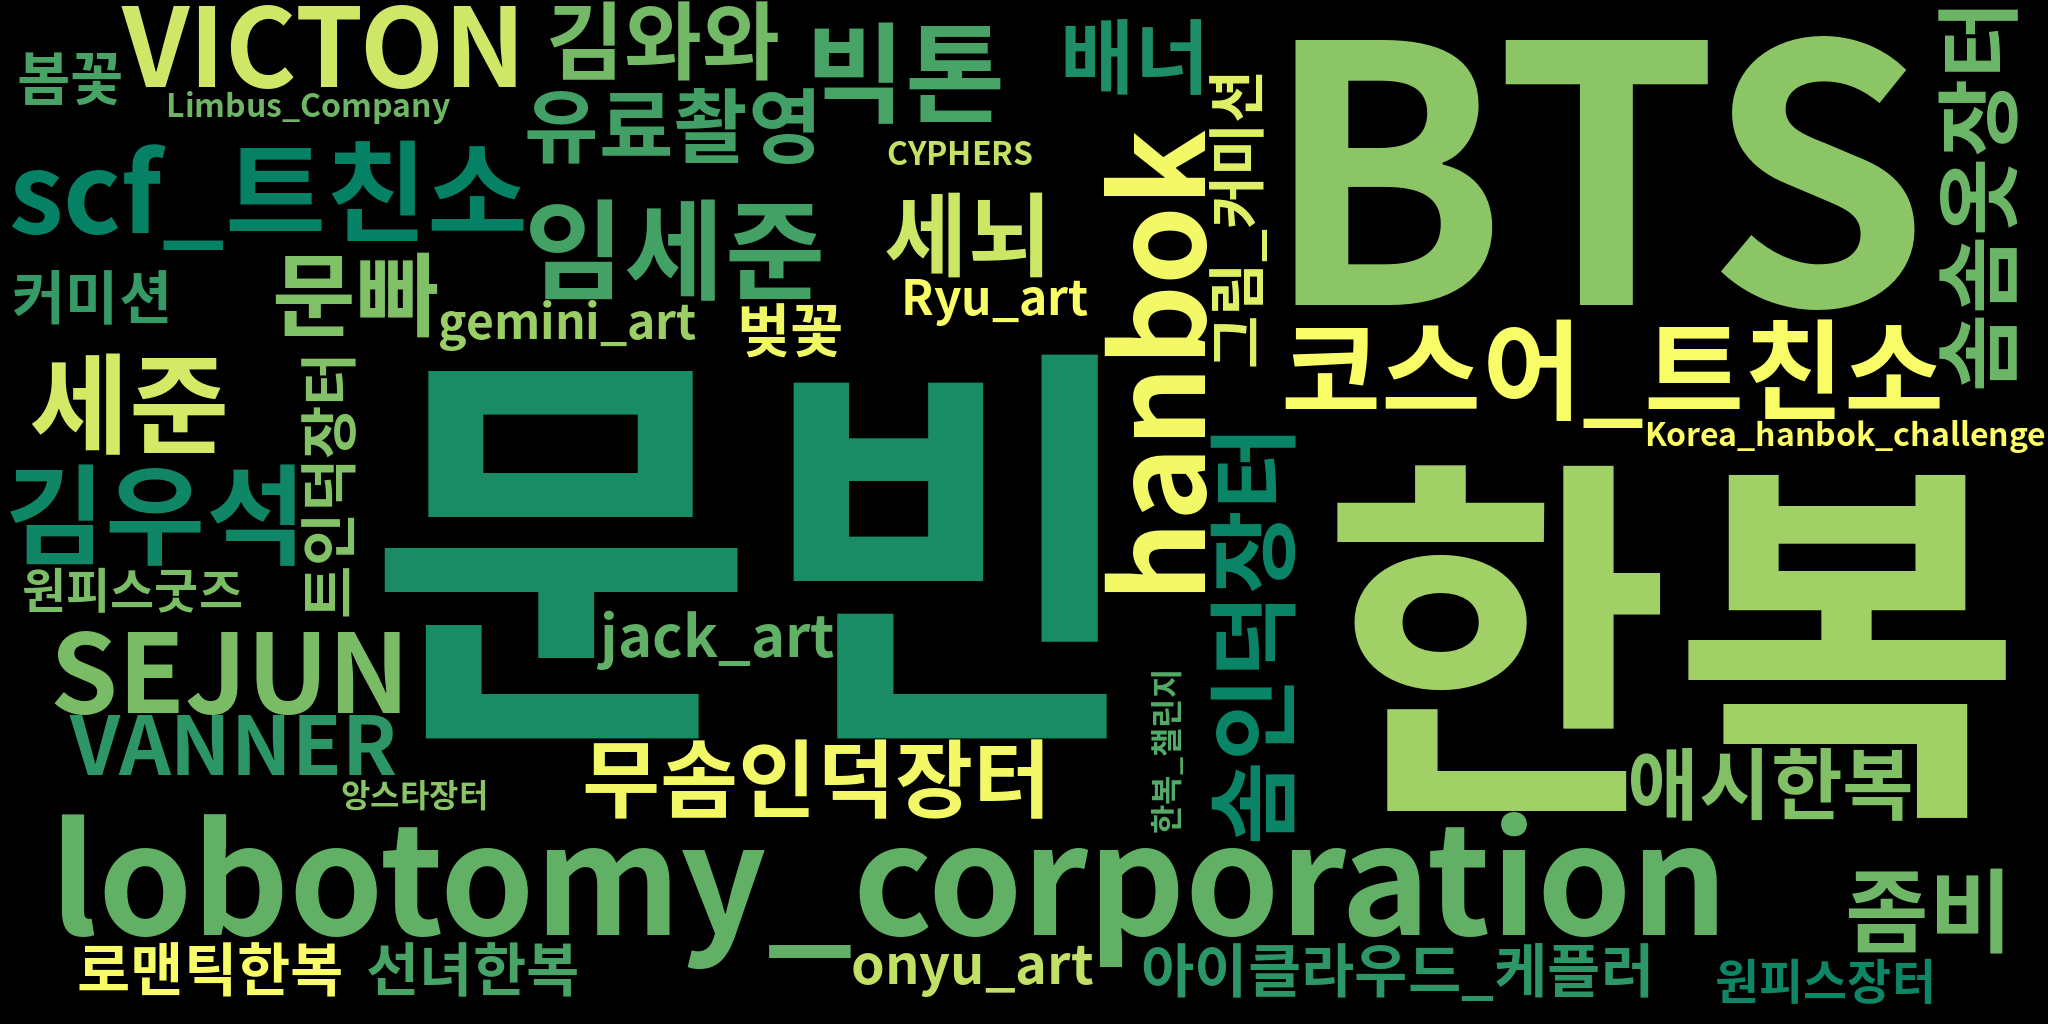 VICTON
김와와
빅톤
배너
BTS
솜솜옷장터
봄꽃
Limbus_Company
유료촬영
그림_커미션
CYPHERS
hanbok
scf_트친소
임세준
세뇌
커미션
문빠
gemini_art
Ryu_art
벚꽃
코스어_트친소
Korea_hanbok_challenge
세준
트인덕장터
문빈
솜인덕장터
한복
김우석
원피스굿즈
SEJUN
jack_art
한복_챌린지
VANNER
무솜인덕장터
애시한복
앙스타장터
lobotomy_corporation
좀비
로맨틱한복
선녀한복
onyu_art
아이클라우드_케플러
원피스장터